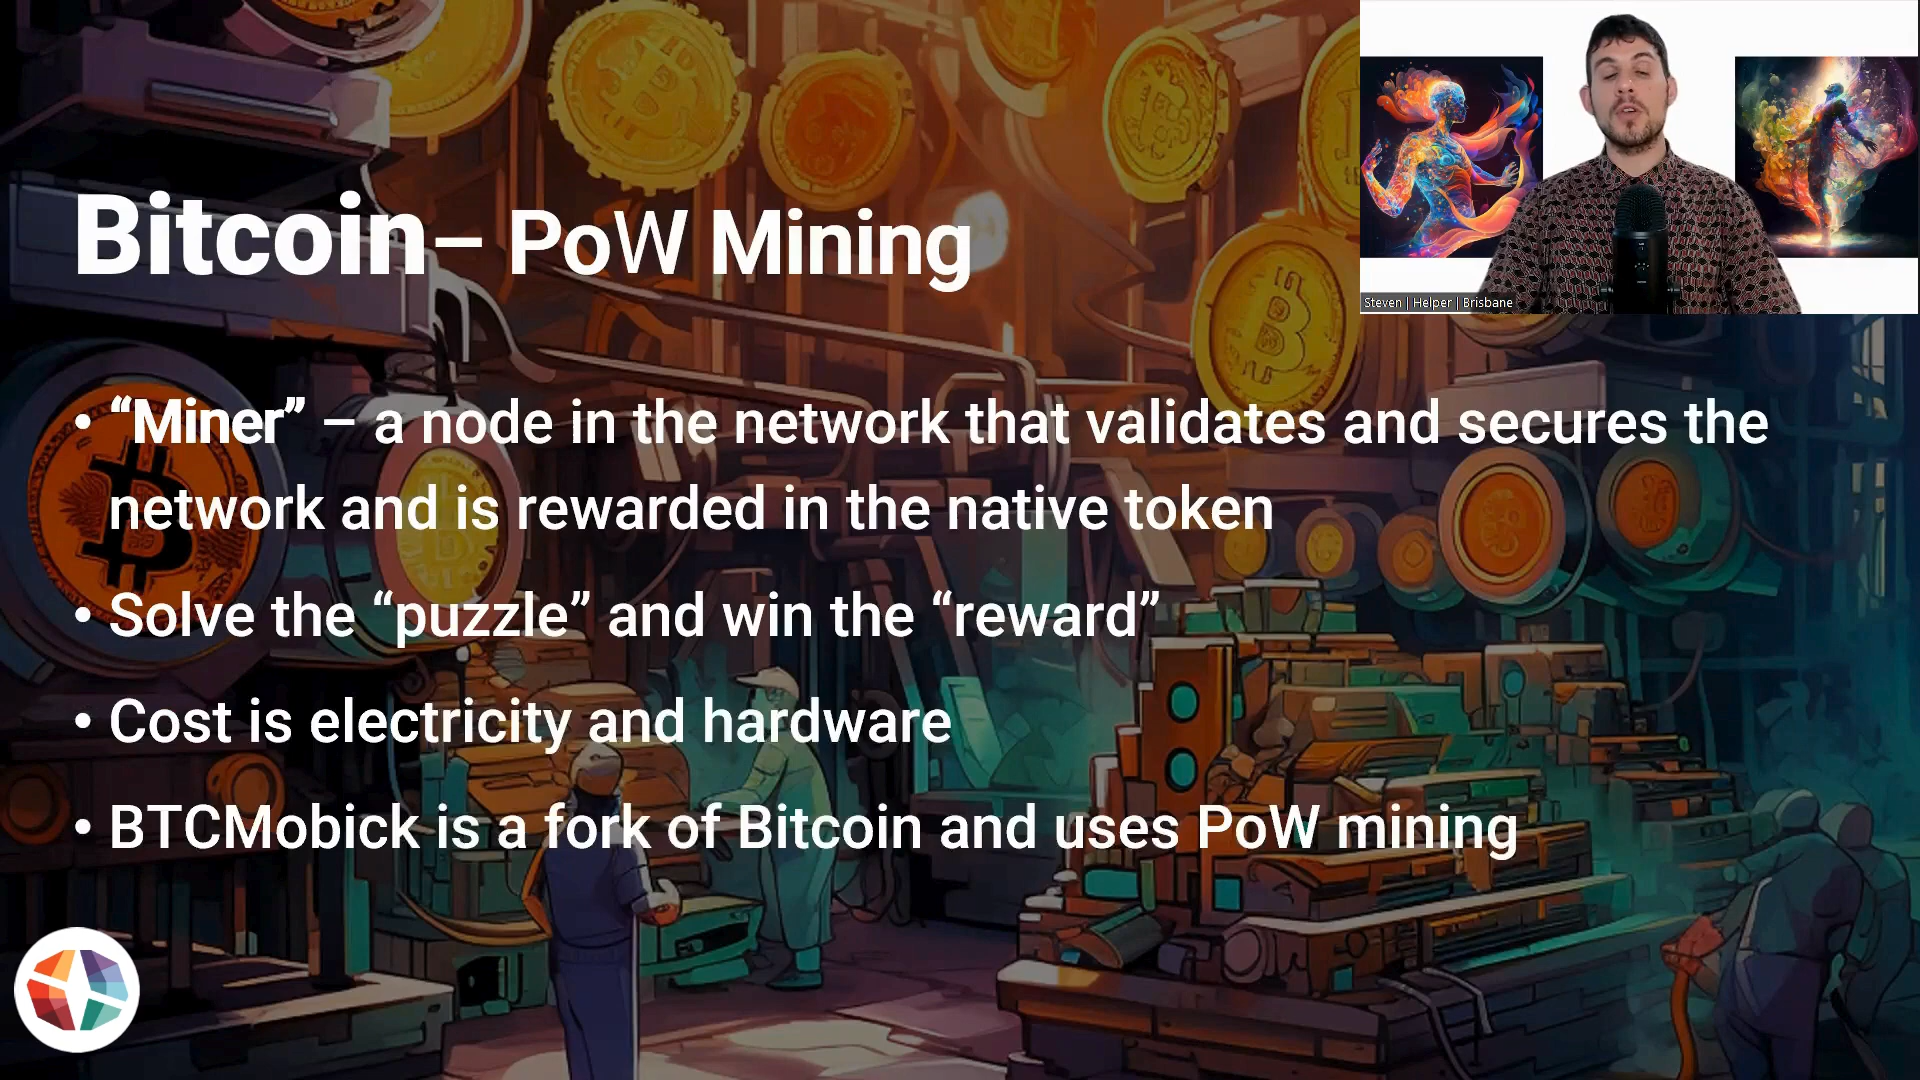 Bitcoin– PoW Mining
Steven | Helper | Brisbane
• “Miner” – a node in the network that validates and secures the
network and is rewarded in the native token
• Solve the “puzzle” and win the “reward”
• Cost is electricity and hardware
• BTCMobick is a fork of Bitcoin and uses PoW mining